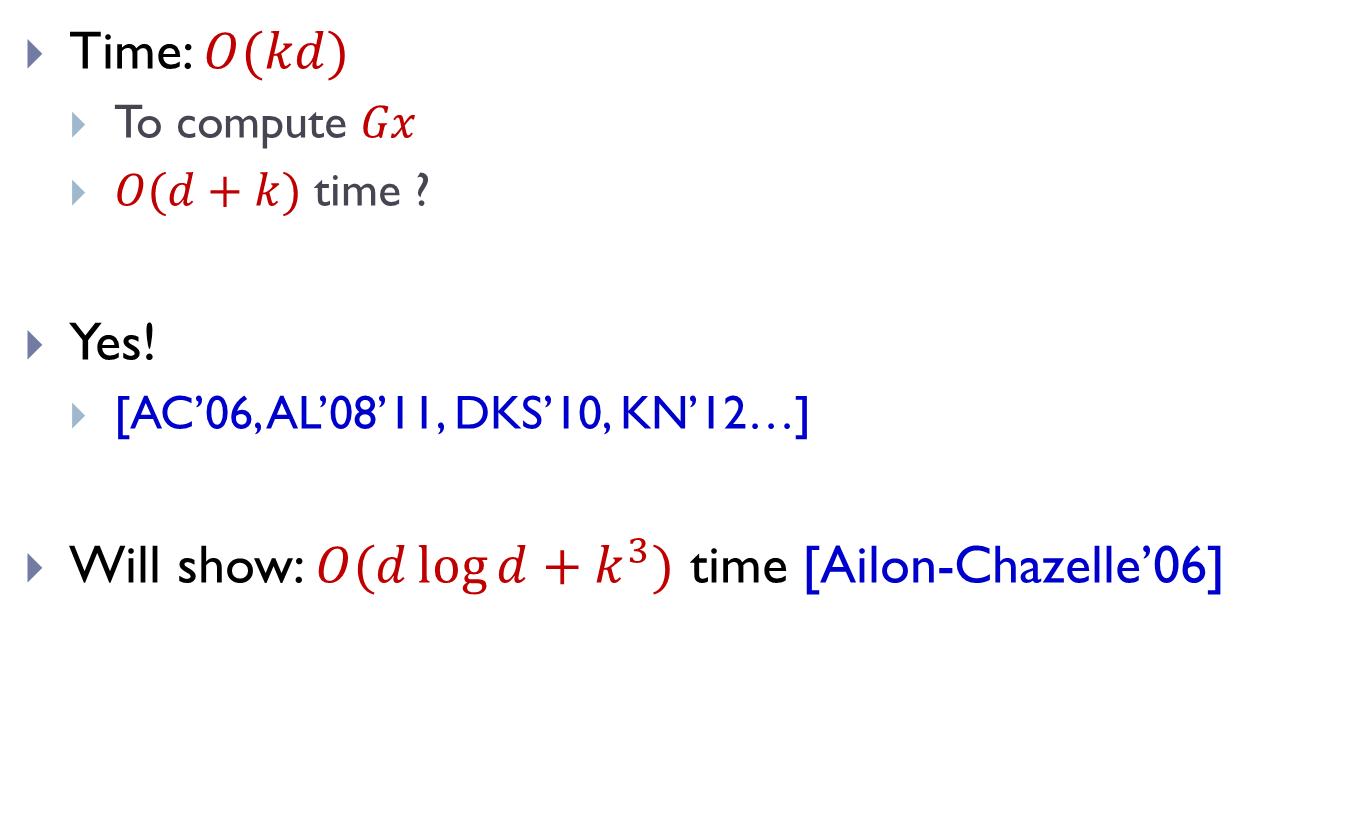 Time: O(kd)
To compute Gx
O(d + k) time ?
Yes!
[AC’06, AL’08’11, DKS’10, KN’12…]
Will show: O(d log d + k³) time [Ailon-Chazelle’06]